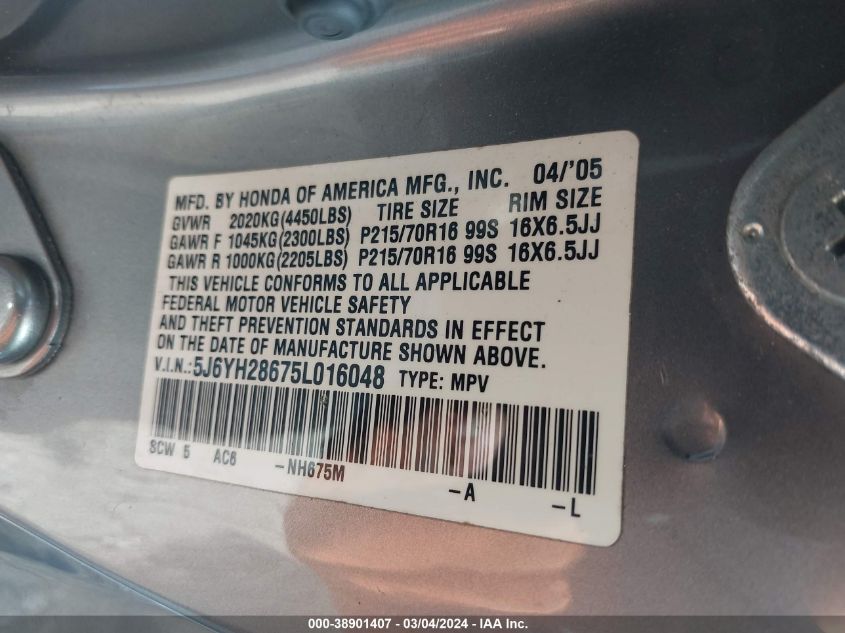 MFD. BY HONDA OF AMERICA MFG., INC. 04/'05
GVWR 2020KG(4450LBS) TIRE SIZE RIM SIZE
GAWR F 1045KG(2300LBS) P215/70R16 99S 16X6.5JJ
GAWR R 1000KG(2205LBS) P215/70R16 99S 16X6.5JJ
THIS VEHICLE CONFORMS TO ALL APPLICABLE
FEDERAL MOTOR VEHICLE SAFETY
AND THEFT PREVENTION STANDARDS IN EFFECT
ON THE DATE OF MANUFACTURE SHOWN ABOVE.
V.I.N.:5J6YH28675L016048 TYPE: MPV
SCW 5 AC6 -NH675M -A -L
000-38901407 - 03/04/2024 - IAA Inc.